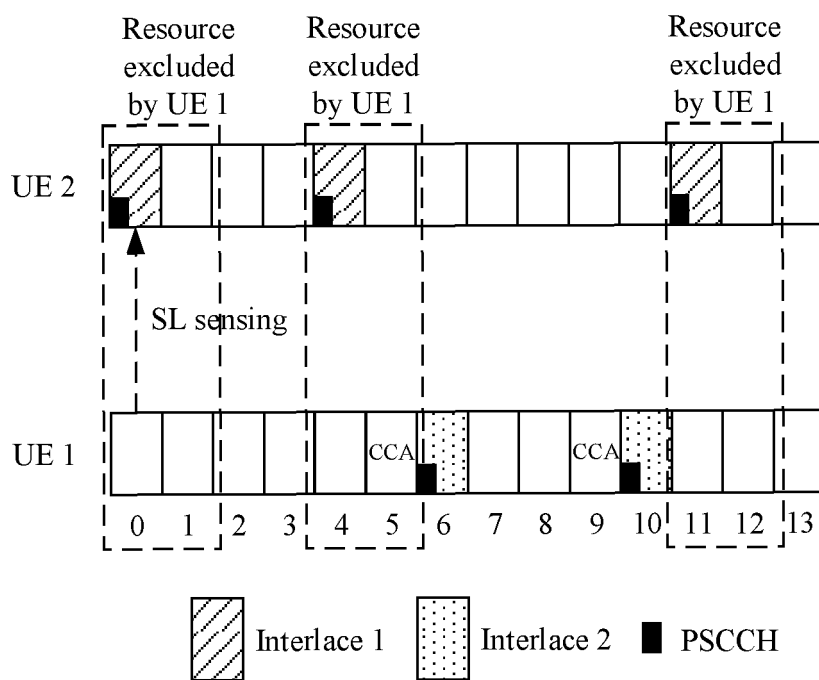 Resource
excluded
by UE 1
Resource
excluded
by UE 1
Resource
excluded
by UE 1
UE 2
SL sensing
UE 1
CCA
CCA
0 1 2 3 4 5 6 7 8 9 10 11 12 13
Interlace 1
Interlace 2
PSCCH